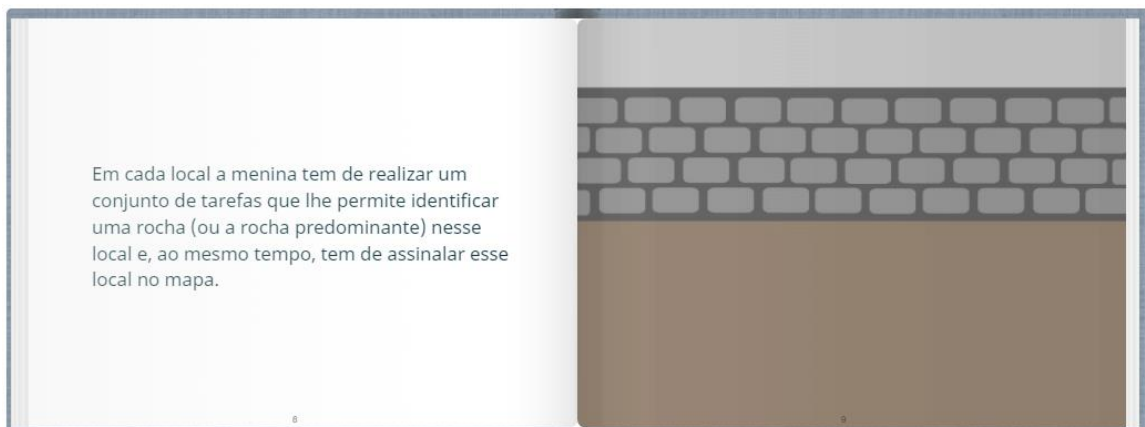 Em cada local a menina tem de realizar um
conjunto de tarefas que lhe permite identificar
uma rocha (ou a rocha predominante) nesse
local e, ao mesmo tempo, tem de assinalar esse
local no mapa.
8
9